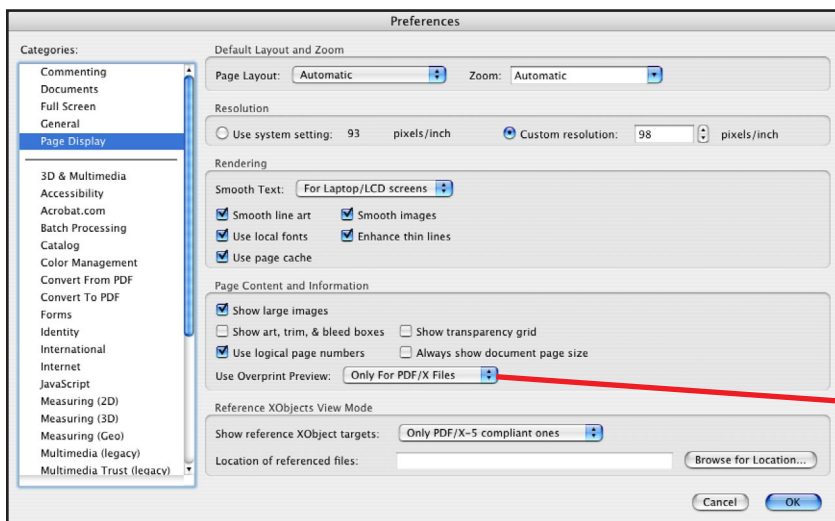 Preferences
Categories:
Commenting
Documents
Full Screen
General
Page Display
3D & Multimedia
Accessibility
Acrobat.com
Batch Processing
Catalog
Color Management
Convert From PDF
Convert To PDF
Forms
Identity
International
Internet
JavaScript
Measuring (2D)
Measuring (3D)
Measuring (Geo)
Multimedia (legacy)
Multimedia Trust (legacy)
Default Layout and Zoom
Page Layout: Automatic Zoom: Automatic
Resolution
Use system setting: 93 pixels/inch Custom resolution: 98 pixels/inch
Rendering
Smooth Text: For Laptop/LCD screens
Smooth line art Smooth images
Use local fonts Enhance thin lines
Use page cache
Page Content and Information
Show large images
Show art, trim, & bleed boxes Show transparency grid
Use logical page numbers Always show document page size
Use Overprint Preview: Only For PDF/X Files
Reference XObjects View Mode
Show reference XObject targets: Only PDF/X-5 compliant ones
Location of referenced files: Browse for Location...
Cancel OK